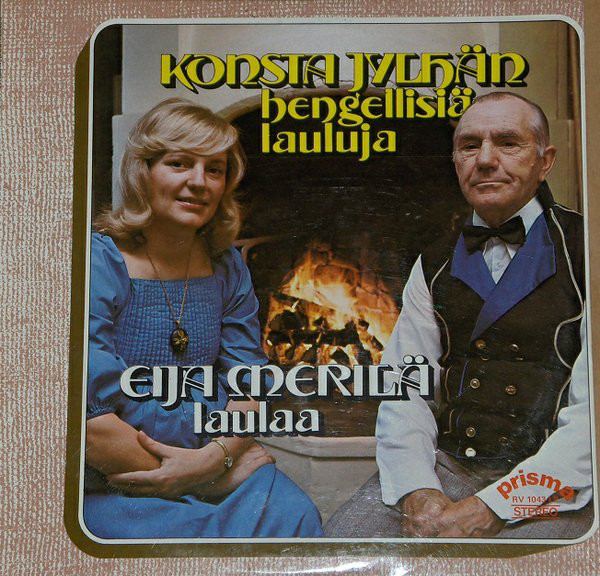 KONSTA JYLHÄN
hengellisiä
lauluja
EIJA MERILÄ
laulaa
prisma
STEREO